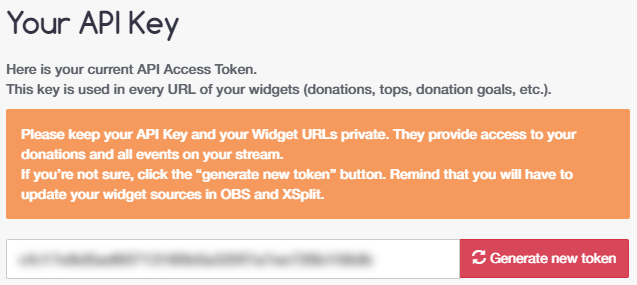 Your API Key
Here is your current API Access Token.
This key is used in every URL of your widgets (donations, tops, donation goals, etc.).
Please keep your API Key and your Widget URLs private. They provide access to your
donations and all events on your stream.
If you're not sure, click the “generate new token” button. Remind that you will have to
update your widget sources in OBS and XSplit.
Generate new token